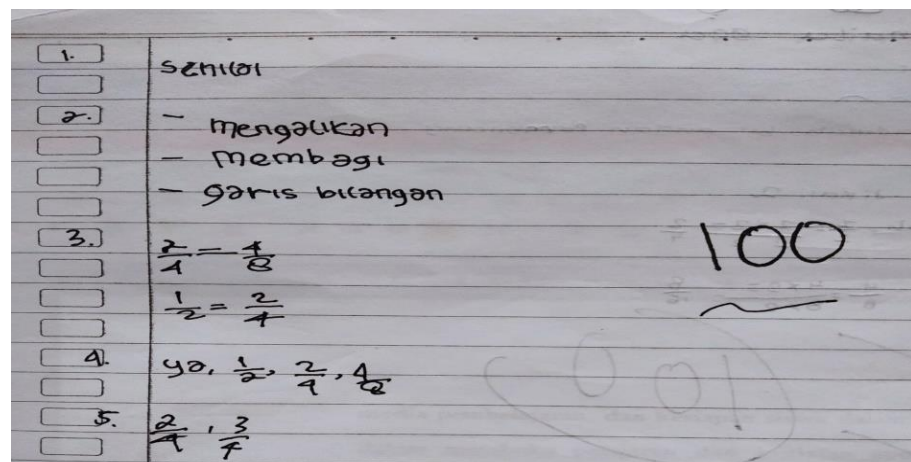 1. senilai
2. - mengalikan
- membagi
- garis bilangan
3. 2/4 = 4/8
1/2 = 2/4
100
4. ya, 1/2, 2/4, 4/8
5. 2/4, 3/4